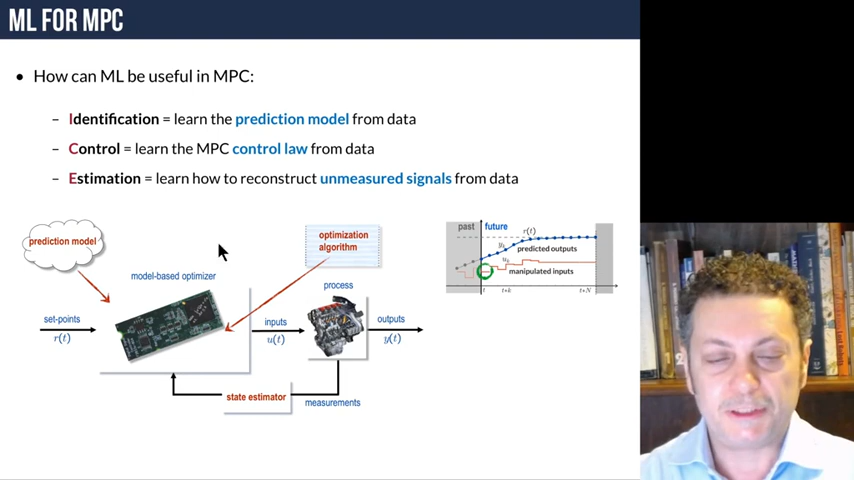 ML FOR MPC
• How can ML be useful in MPC:
– Identification = learn the prediction model from data
– Control = learn the MPC control law from data
– Estimation = learn how to reconstruct unmeasured signals from data
prediction model
optimization
algorithm
model-based optimizer
process
set-points
r(t)
inputs
u(t)
outputs
y(t)
state estimator
measurements
past
future
r(t)
yk
predicted outputs
uk
manipulated inputs
t
t+k
t+N